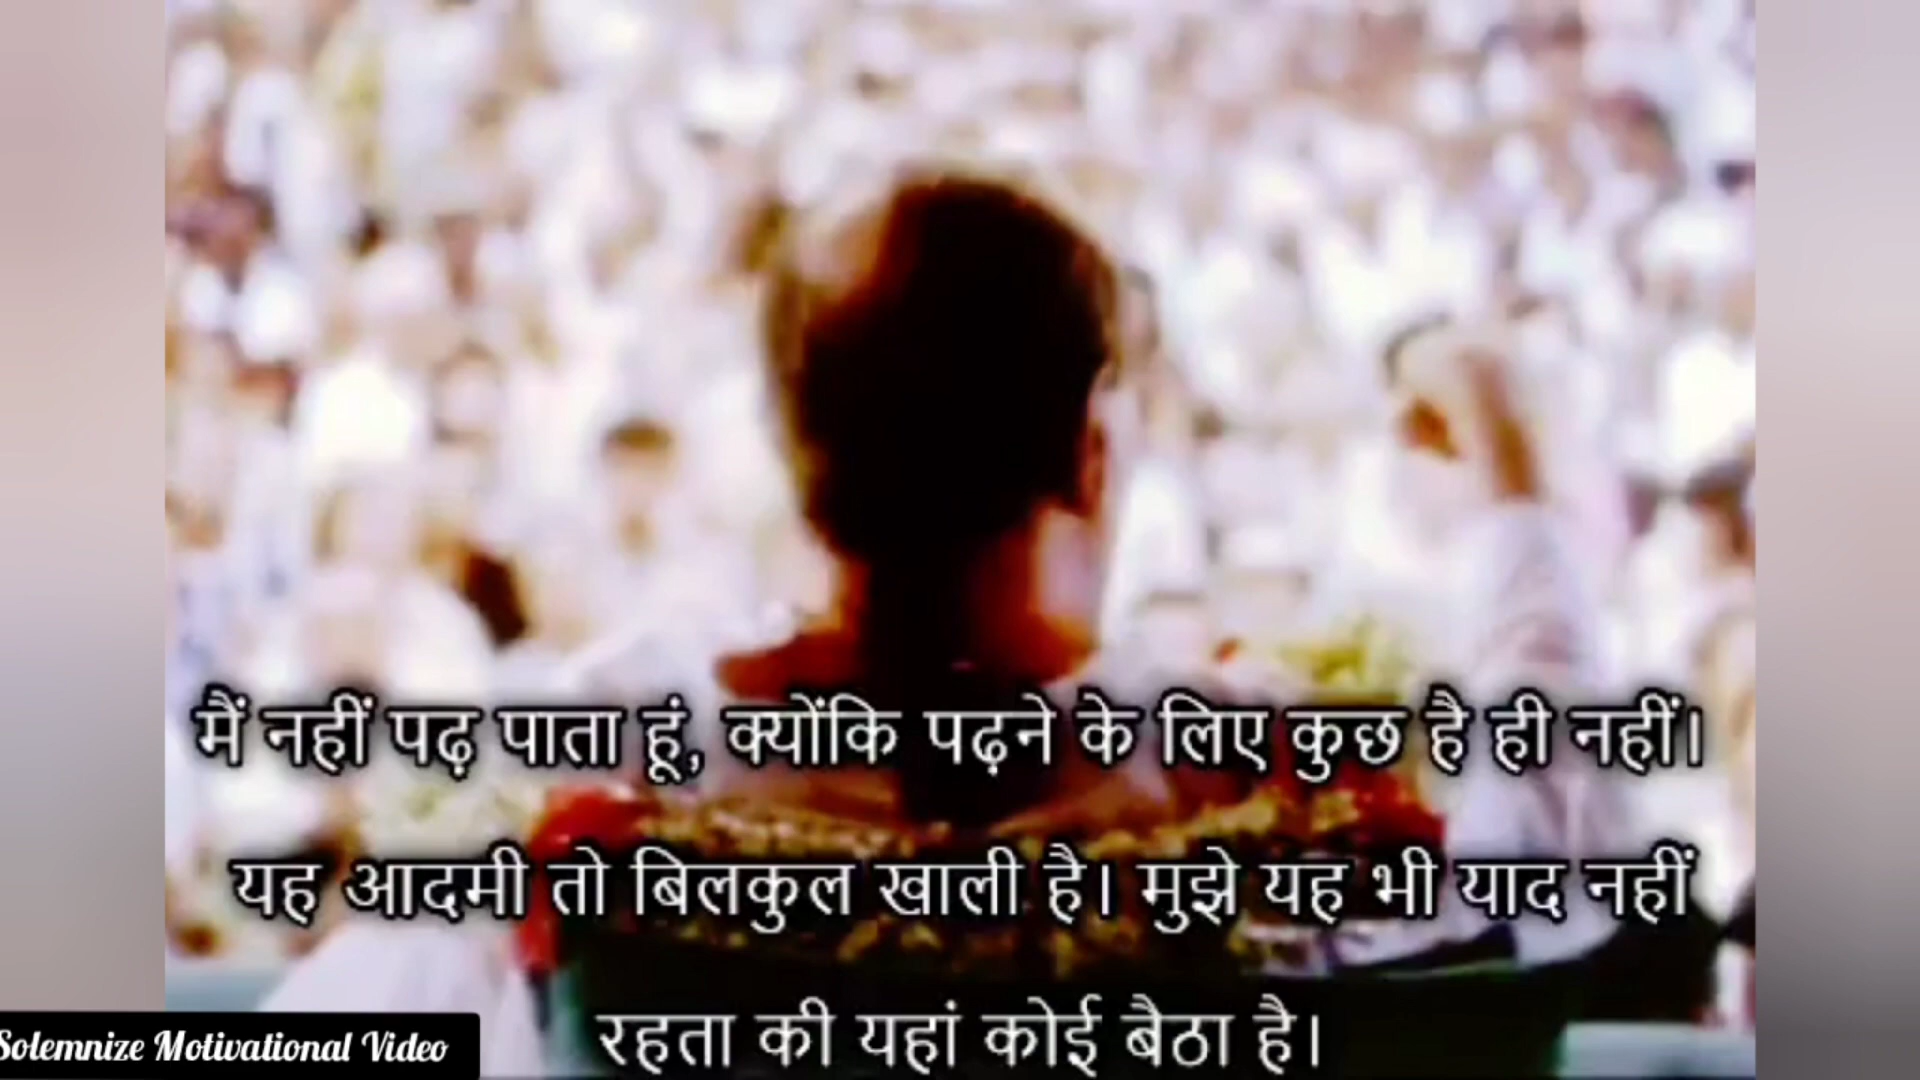 मैं नहीं पढ़ पाता हूं, क्योंकि पढ़ने के लिए कुछ है ही नहीं।
यह आदमी तो बिलकुल खाली है। मुझे यह भी याद नहीं
रहता की यहां कोई बैठा है।
Solemnize Motivational Video